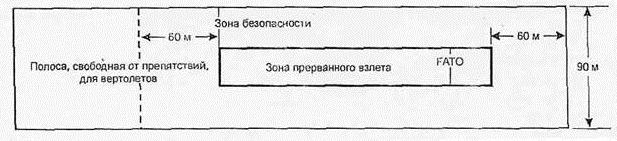 Зона безопасности
60 м
60 м
Полоса, свободная от препятствий,
для вертолетов
Зона прерванного взлета
FATO
90 м